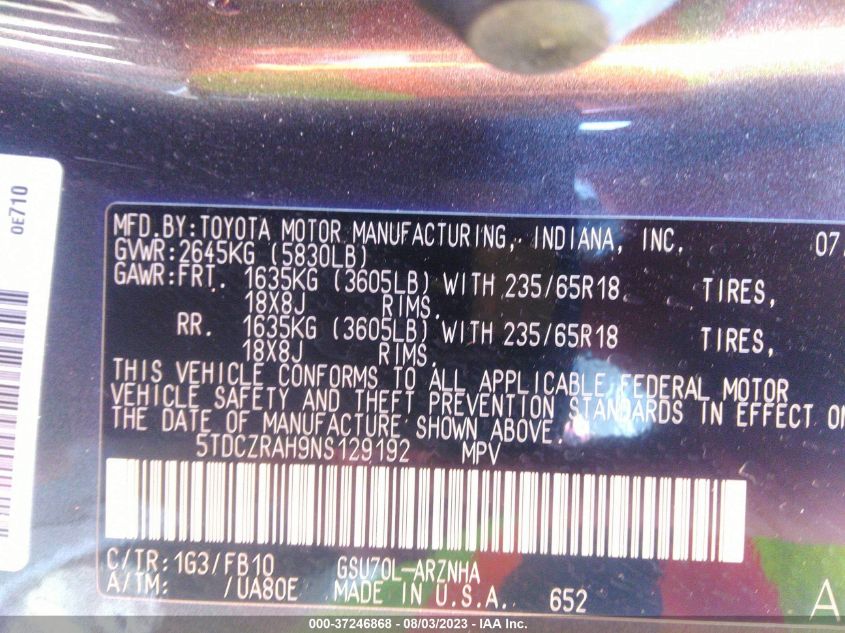 0E710
MFD.BY:TOYOTA MOTOR MANUFACTURING, INDIANA, INC. 07/
GVWR:2645KG (5830LB)
GAWR:FRT. 1635KG (3605LB) WITH 235/65R18 TIRES,
18X8J RIMS.
RR. 1635KG (3605LB) WITH 235/65R18 TIRES,
18X8J RIMS.
THIS VEHICLE CONFORMS TO ALL APPLICABLE FEDERAL MOTOR
VEHICLE SAFETY AND THEFT PREVENTION STANDARDS IN EFFECT ON
THE DATE OF MANUFACTURE SHOWN ABOVE.
5TDCZRAH9NS129192 MPV
C/TR:1G3/FB10 GSU70L-ARZNHA
A/TM: /UA80E MADE IN U.S.A. 652 A
000-37246868 - 08/03/2023 - IAA Inc.